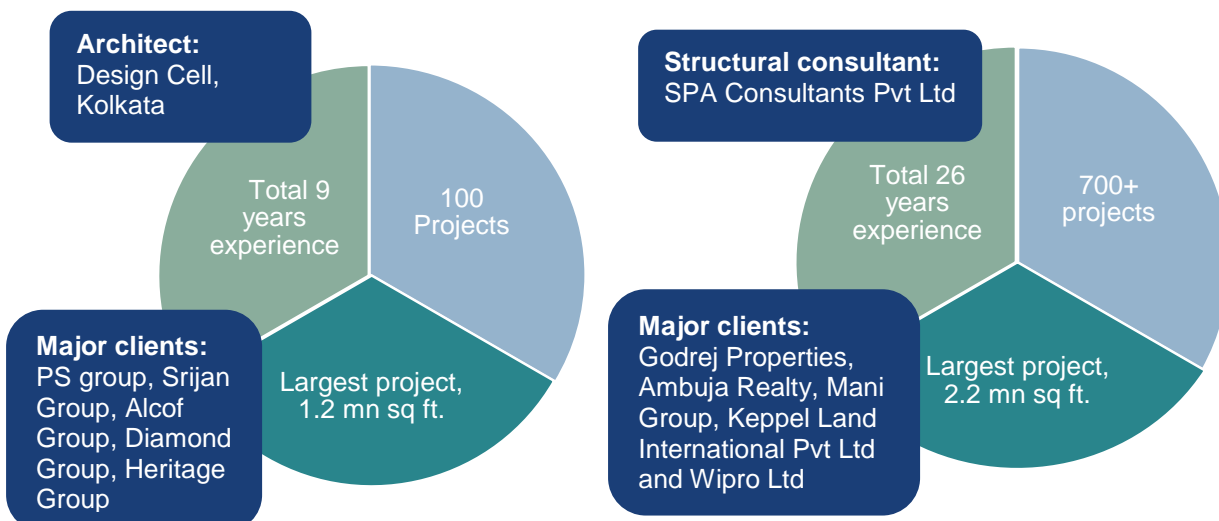 Architect:
Design Cell,
Kolkata
Total 9
years
experience
100
Projects
Largest project,
1.2 mn sq ft.
Major clients:
PS group, Srijan
Group, Alcof
Group, Diamond
Group, Heritage
Group
Structural consultant:
SPA Consultants Pvt Ltd
Total 26
years
experience
700+
projects
Largest project,
2.2 mn sq ft.
Major clients:
Godrej Properties,
Ambuja Realty, Mani
Group, Keppel Land
International Pvt Ltd
and Wipro Ltd